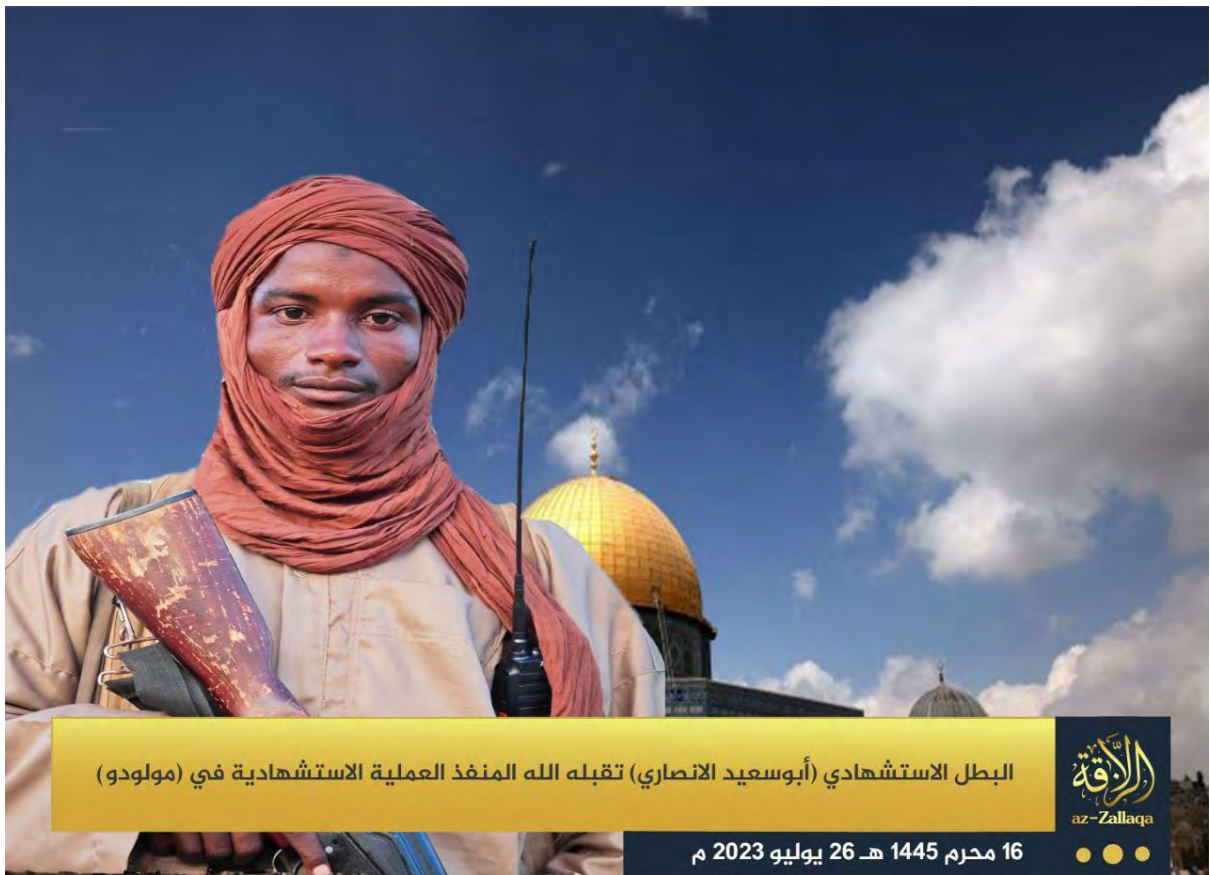 البطل الاستشهادي (أبوسعيد الانصاري) تقبله الله المنفذ العملية الاستشهادية في (مولودو)
الزلاقة
az-Zallaqa
16 محرم 1445 هـ 26 يوليو 2023 م